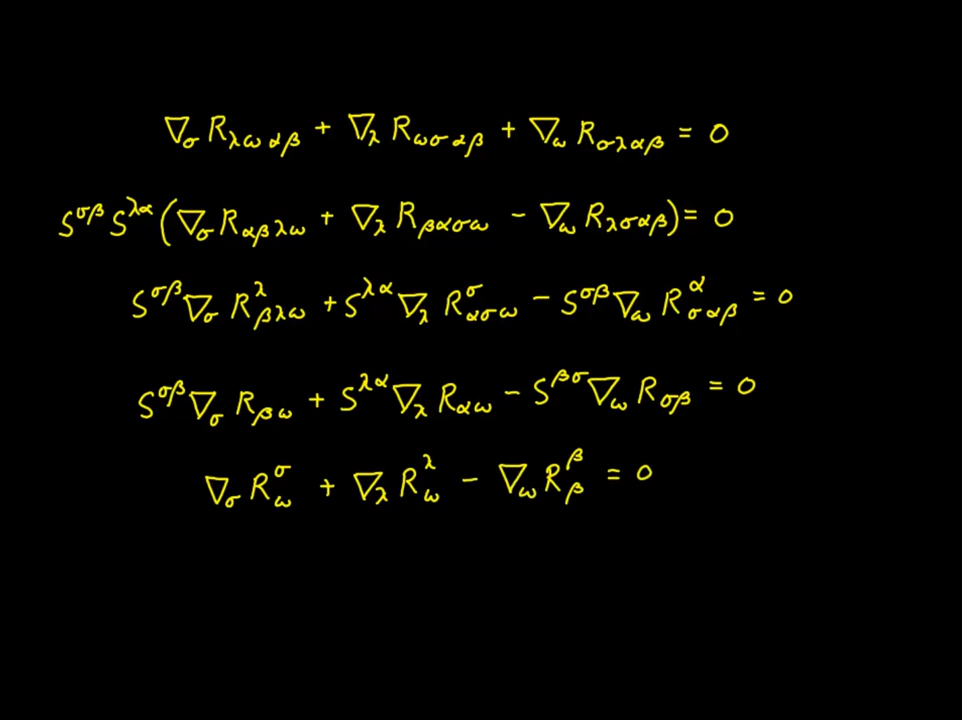 ∇_σ R_{λωαβ} + ∇_λ R_{ωσαβ} + ∇_ω R_{σλαβ} = 0
S^{σβ} S^{λα} (∇_σ R_{αβλω} + ∇_λ R_{βασω} − ∇_ω R_{λσαβ}) = 0
S^{σβ} ∇_σ R^λ_{βλω} + S^{λα} ∇_λ R^σ_{ασω} − S^{σβ} ∇_ω R^α_{σαβ} = 0
S^{σβ} ∇_σ R_{βω} + S^{λα} ∇_λ R_{αω} − S^{βσ} ∇_ω R_{σβ} = 0
∇_σ R^σ_ω + ∇_λ R^λ_ω − ∇_ω R^β_β = 0